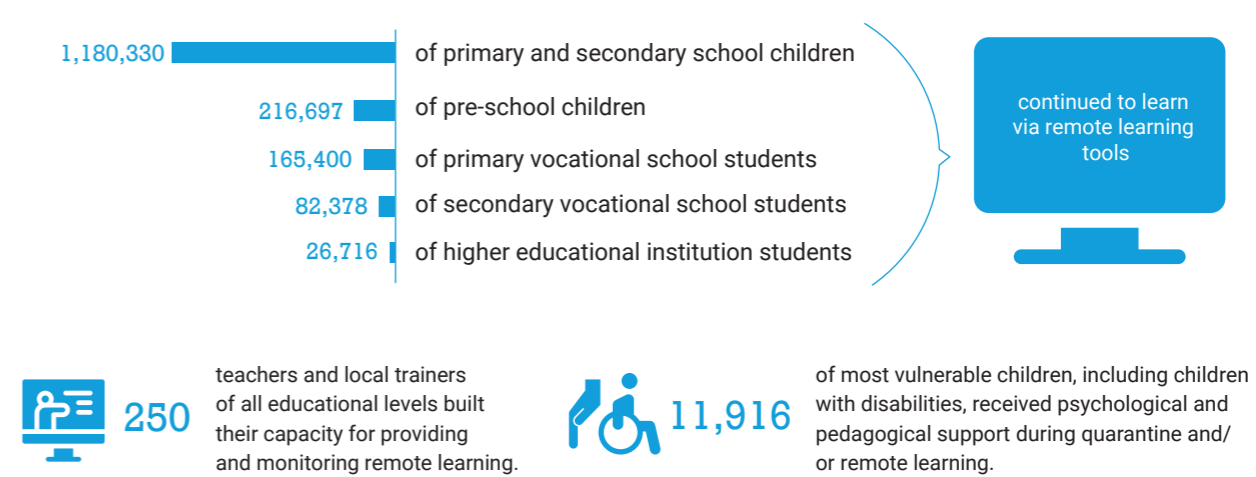 1,180,330 of primary and secondary school children
216,697 of pre-school children
165,400 of primary vocational school students
82,378 of secondary vocational school students
26,716 of higher educational institution students
continued to learn
via remote learning
tools
250
teachers and local trainers
of all educational levels built
their capacity for providing
and monitoring remote learning.
11,916
of most vulnerable children, including children
with disabilities, received psychological and
pedagogical support during quarantine and/
or remote learning.